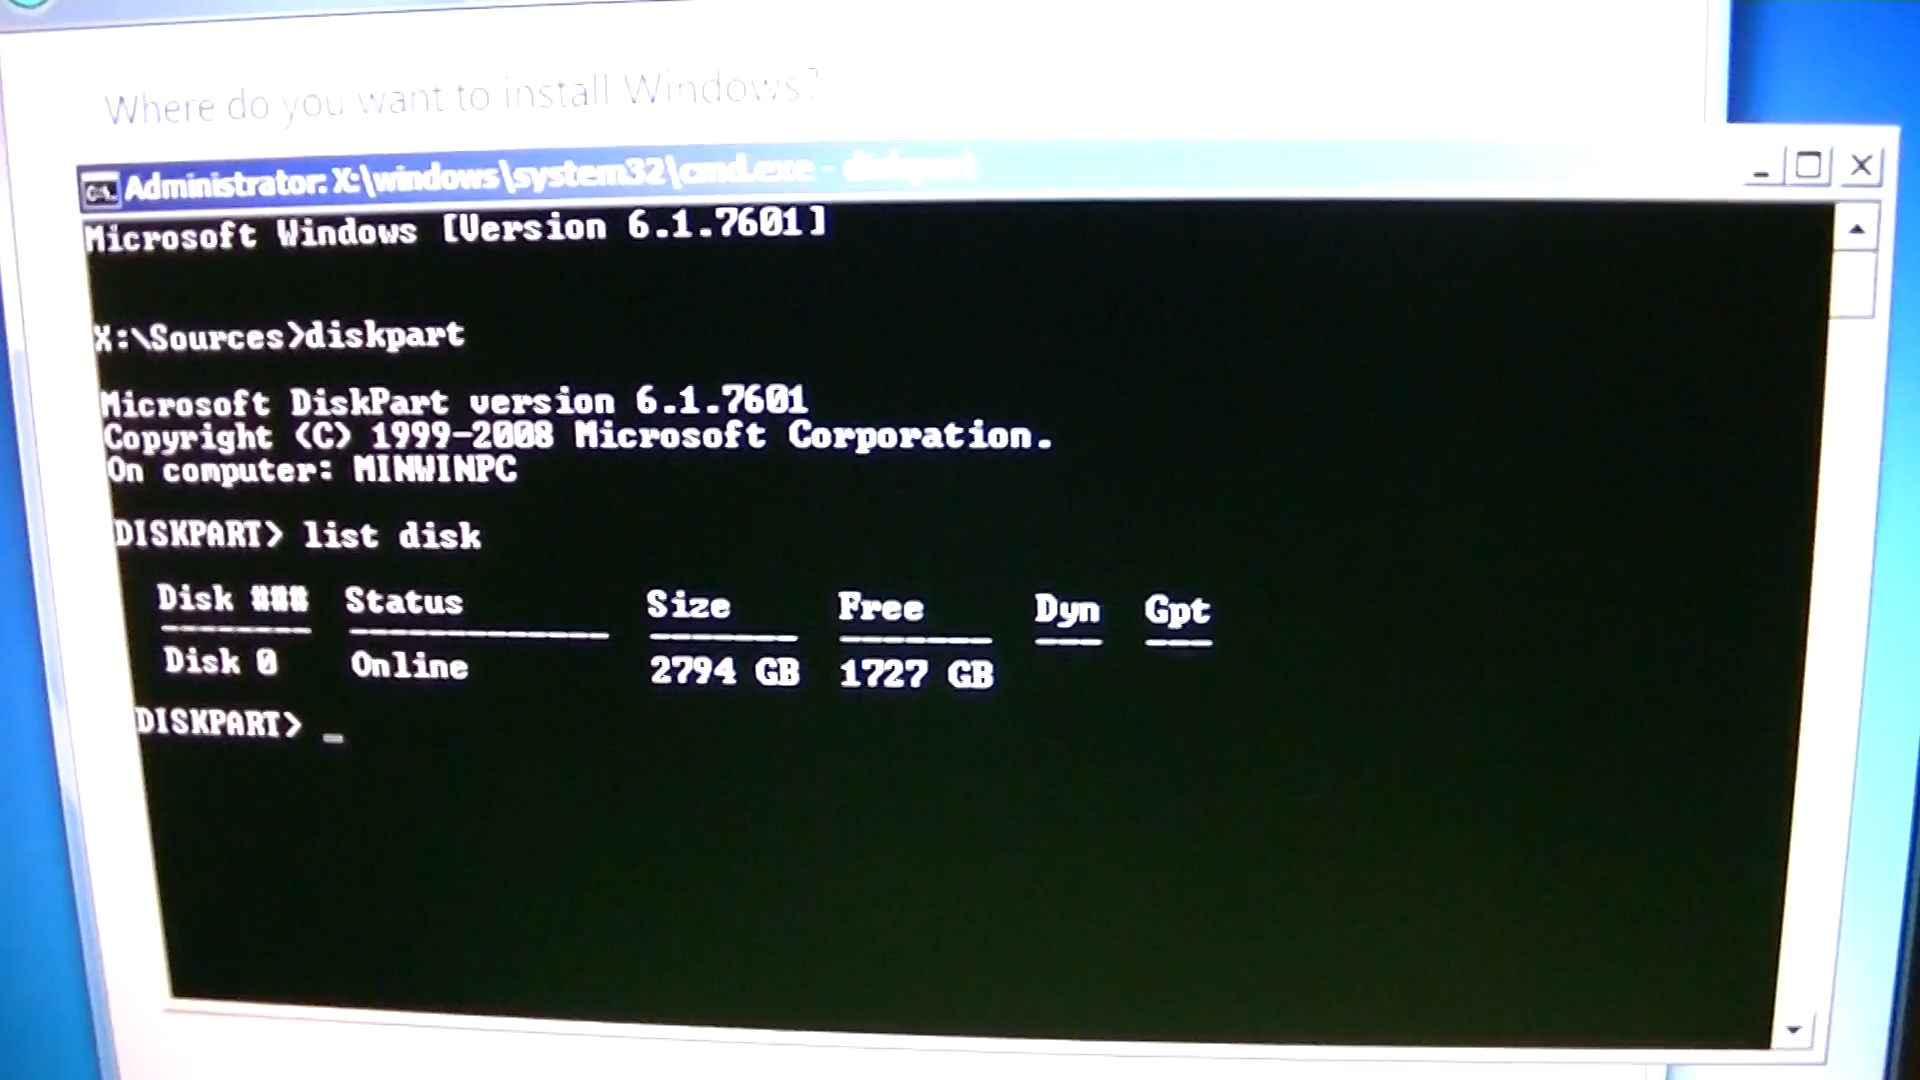 Where do you want to install Windows?
Administrator: X:\windows\system32\cmd.exe - diskpart
Microsoft Windows [Version 6.1.7601]
X:\Sources>diskpart
Microsoft DiskPart version 6.1.7601
Copyright (C) 1999-2008 Microsoft Corporation.
On computer: MINWINPC
DISKPART> list disk
Disk ###  Status         Size     Free     Dyn  Gpt
--------  -------------  -------  -------  ---  ---
Disk 0    Online         2794 GB  1727 GB
DISKPART> _